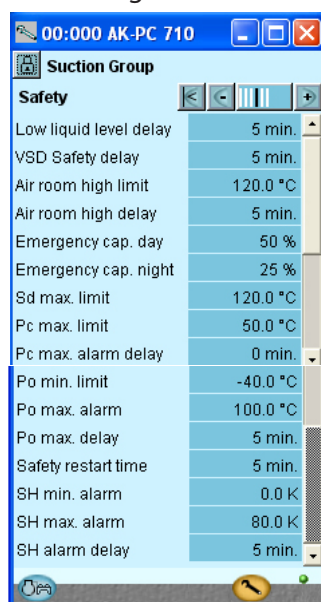 00:000 AK-PC 710
Suction Group
Safety
Low liquid level delay 5 min.
VSD Safety delay 5 min.
Air room high limit 120.0 °C
Air room high delay 5 min.
Emergency cap. day 50 %
Emergency cap. night 25 %
Sd max. limit 120.0 °C
Pc max. limit 50.0 °C
Pc max. alarm delay 0 min.
Po min. limit -40.0 °C
Po max. alarm 100.0 °C
Po max. delay 5 min.
Safety restart time 5 min.
SH min. alarm 0.0 K
SH max. alarm 80.0 K
SH alarm delay 5 min.